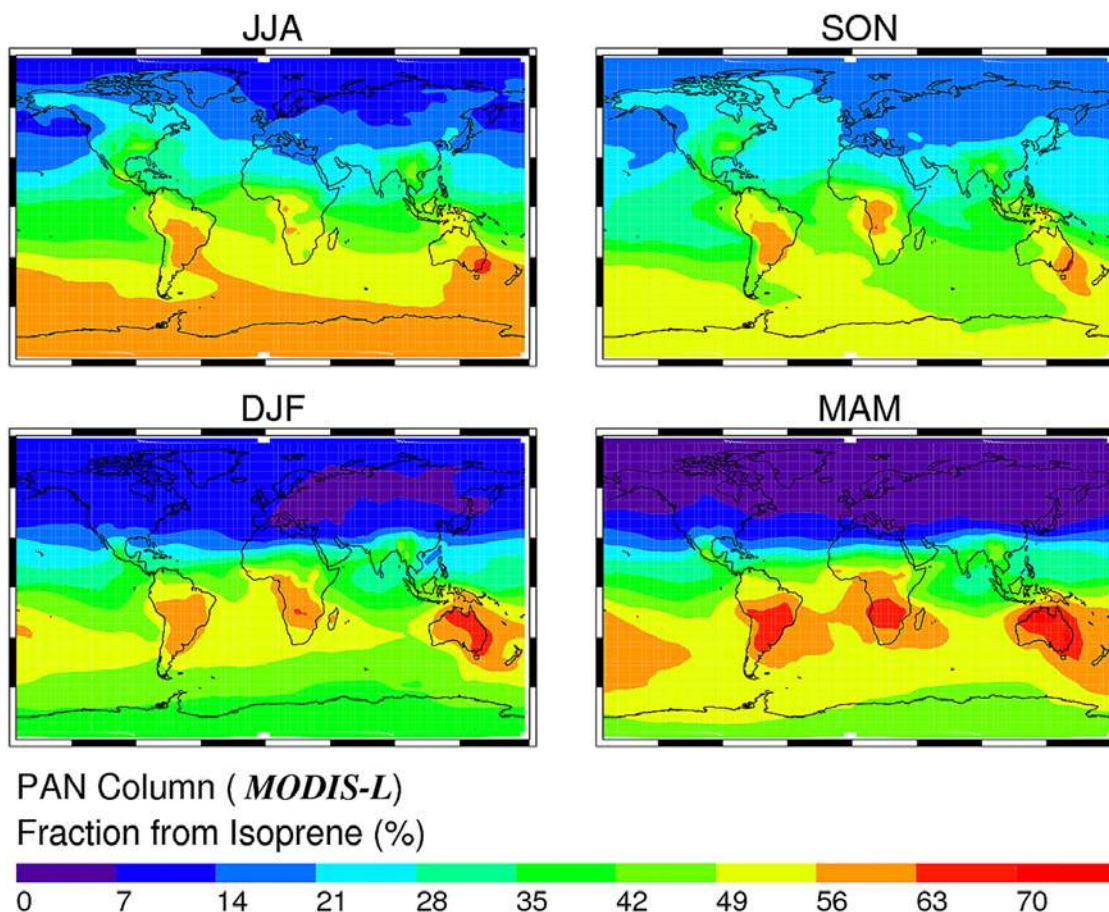 JJA
SON
DJF
MAM
PAN Column ( MODIS-L)
Fraction from Isoprene (%)
0 7 14 21 28 35 42 49 56 63 70